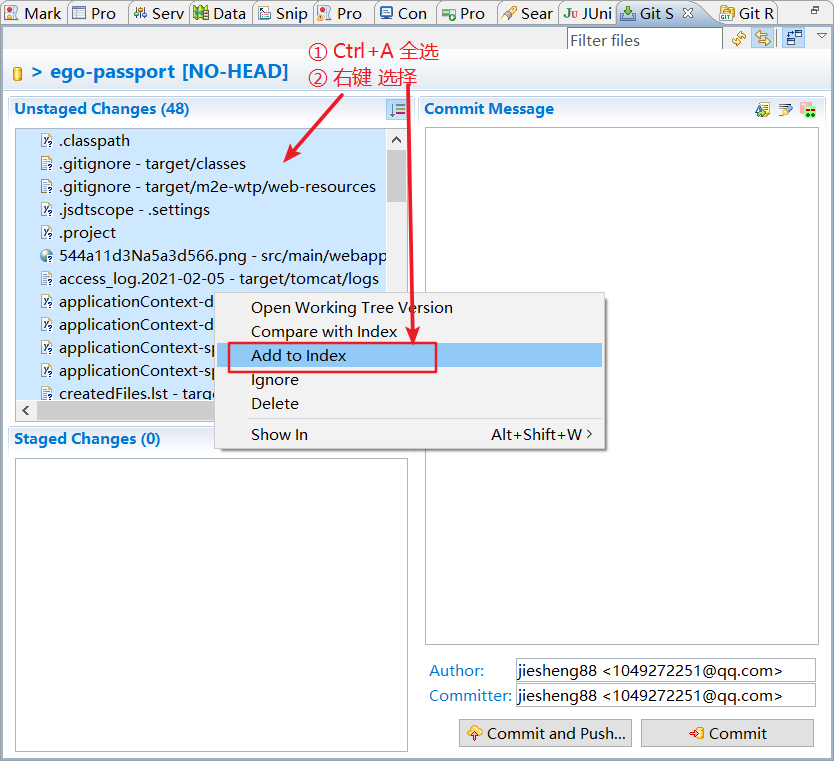 Mark Pro Serv Data Snip Pro Con Pro Sear Ju JUni Git S Git R
Filter files
① Ctrl+A 全选
② 右键 选择
> ego-passport [NO-HEAD]
Unstaged Changes (48)
.classpath
.gitignore - target/classes
.gitignore - target/m2e-wtp/web-resources
.jsdtscope - .settings
.project
544a11d3Na5a3d566.png - src/main/webapp
access_log.2021-02-05 - target/tomcat/logs
applicationContext-d
applicationContext-d
applicationContext-sp
applicationContext-sp
createdFiles.lst - targe
Open Working Tree Version
Compare with Index
Add to Index
Ignore
Delete
Show In Alt+Shift+W
Staged Changes (0)
Commit Message
Author: jiesheng88 <1049272251@qq.com>
Committer: jiesheng88 <1049272251@qq.com>
Commit and Push... Commit